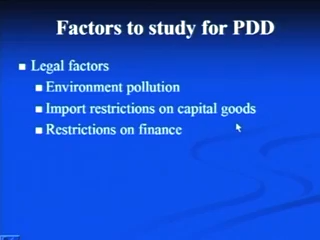 Factors to study for PDD
Legal factors
Environment pollution
Import restrictions on capital goods
Restrictions on finance